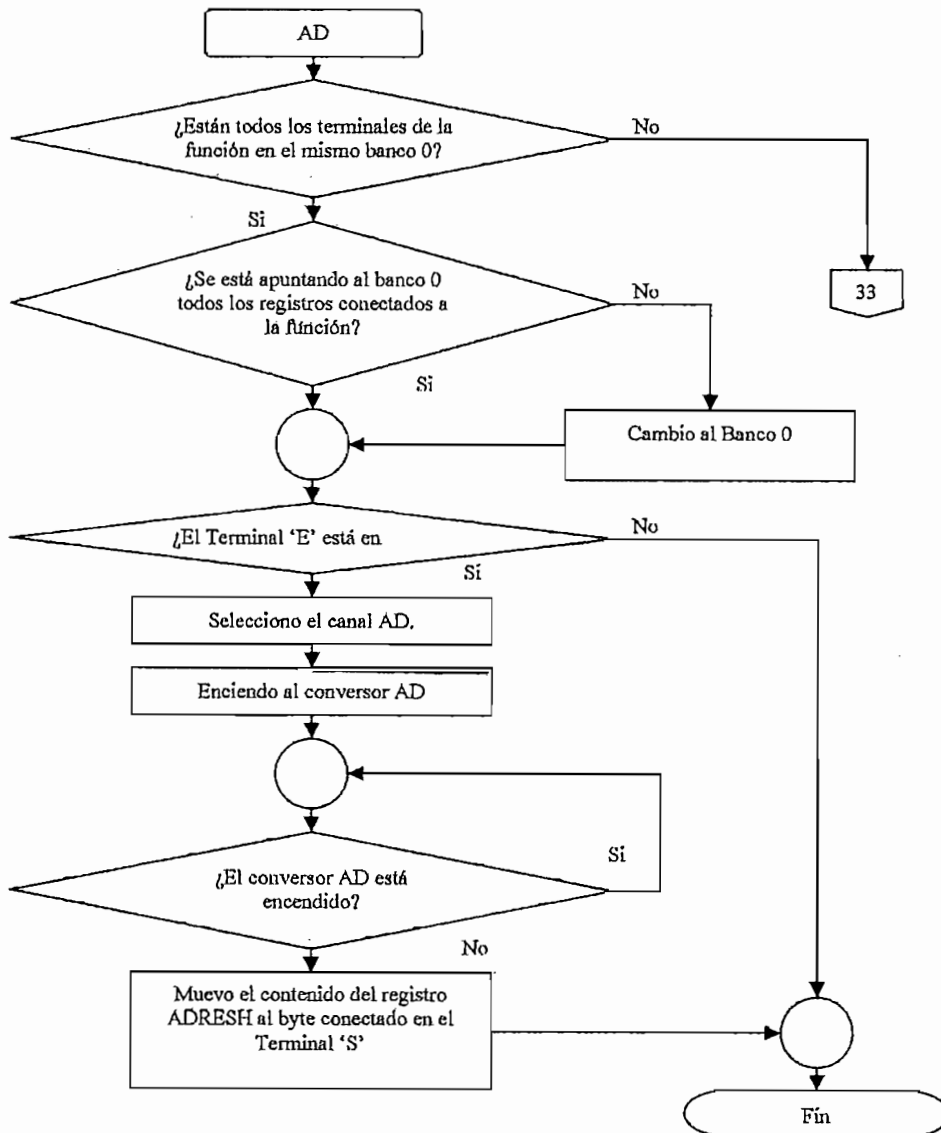 AD
¿Están todos los terminales de la
función en el mismo banco 0?
No
Si
¿Se está apuntando al banco 0
todos los registros conectados a
la función?
No
33
Si
Cambio al Banco 0
¿El Terminal ‘E’ está en
No
Sí
Selecciono el canal AD.
Enciendo al conversor AD
¿El conversor AD está
encendido?
Si
No
Muevo el contenido del registro
ADRESH al byte conectado en el
Terminal ‘S’
Fín